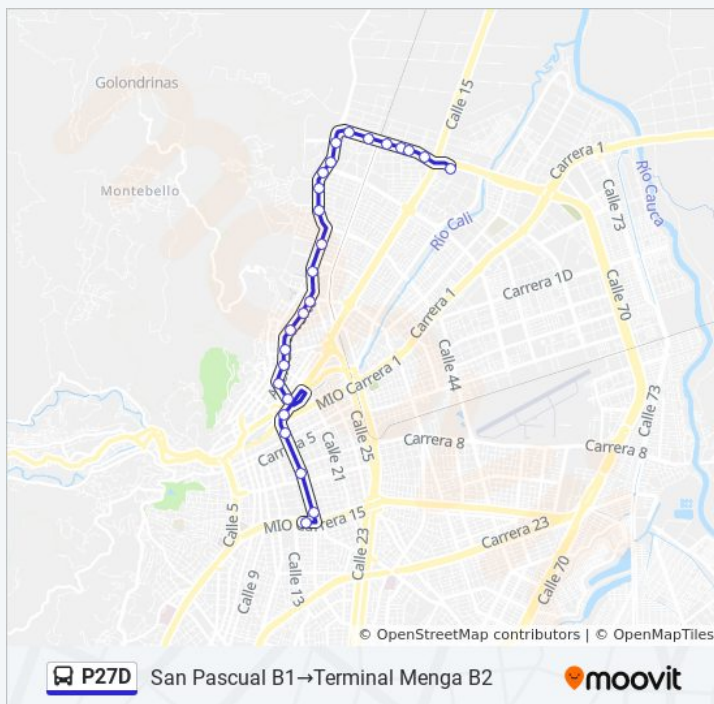 Golondrinas
Calle 15
Carrera 1
Río Cauca
Montebello
Calle 73
Río Cali
Carrera 1D
Calle 70
Carrera 1
MIO Carrera 1
Calle 44
Calle 73
Carrera 5
Calle 21
Calle 25
Carrera 8
Carrera 8
Calle 5
MIO Carrera 15
Calle 23
Carrera 23
Calle 9
Calle 13
Calle 70
© OpenStreetMap contributors | © OpenMapTiles
P27D San Pascual B1→Terminal Menga B2 moovit